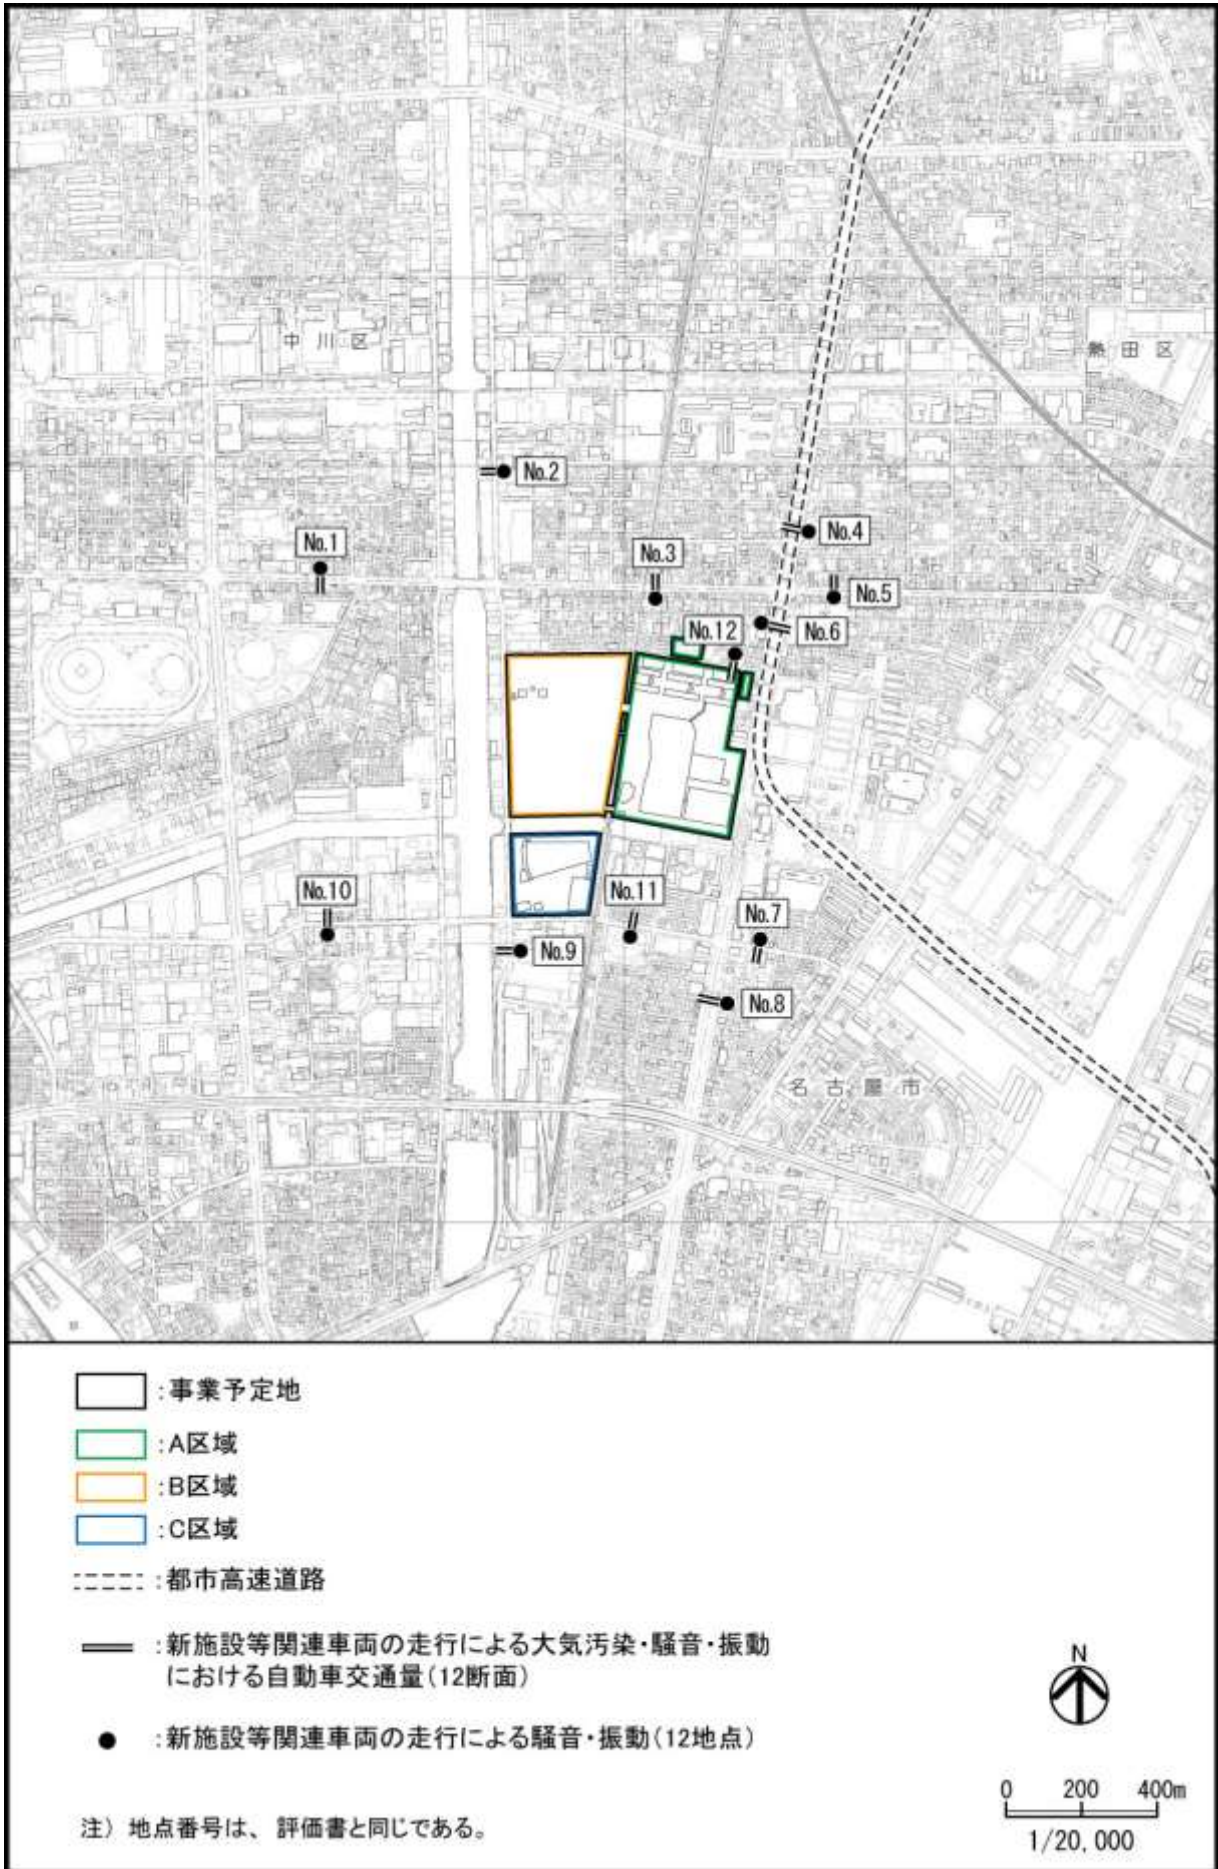 中川区
熱田区
No.2
No.4
No.1
No.3
No.5
No.12
No.6
No.10
No.11
No.7
No.9
No.8
名古屋市
:事業予定地
:A区域
:B区域
:C区域
:都市高速道路
:新施設等関連車両の走行による大気汚染・騒音・振動
における自動車交通量(12断面)
:新施設等関連車両の走行による騒音・振動(12地点)
N
0 200 400m
1/20,000
注) 地点番号は、評価書と同じである。